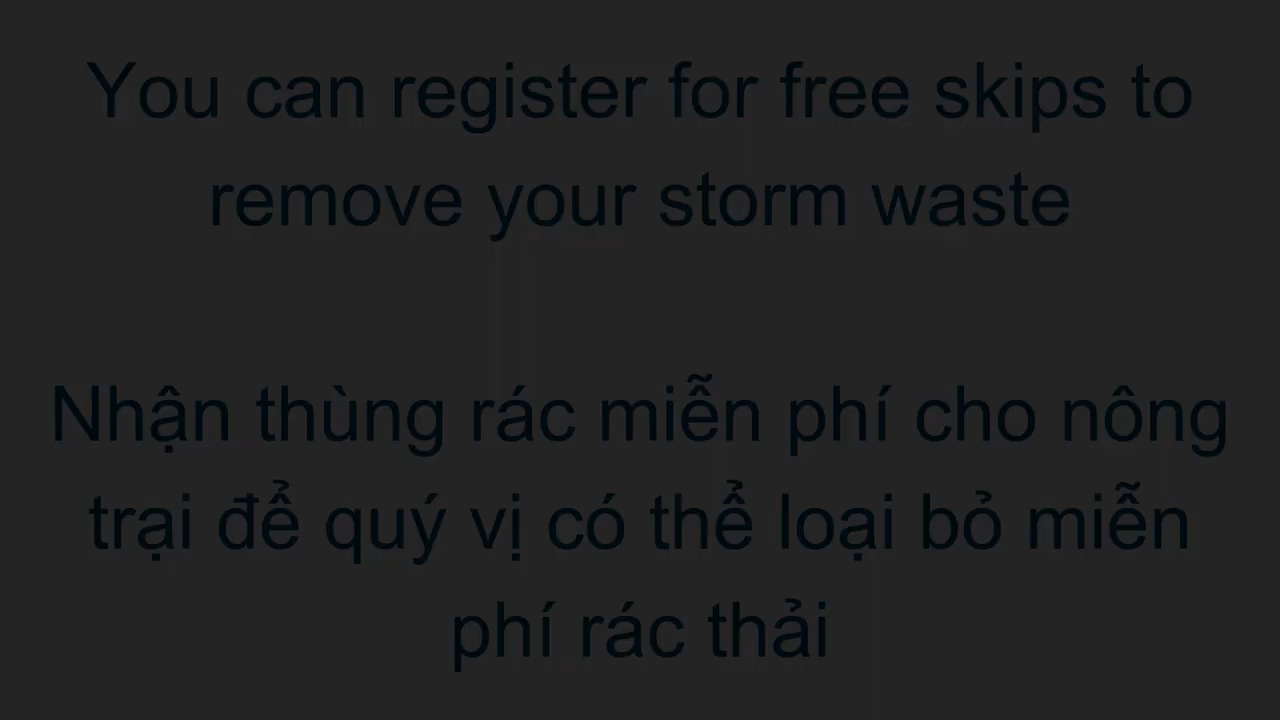 You can register for free skips to
remove your storm waste
Nhận thùng rác miễn phí cho nông
trại để quý vị có thể loại bỏ miễn
phí rác thải